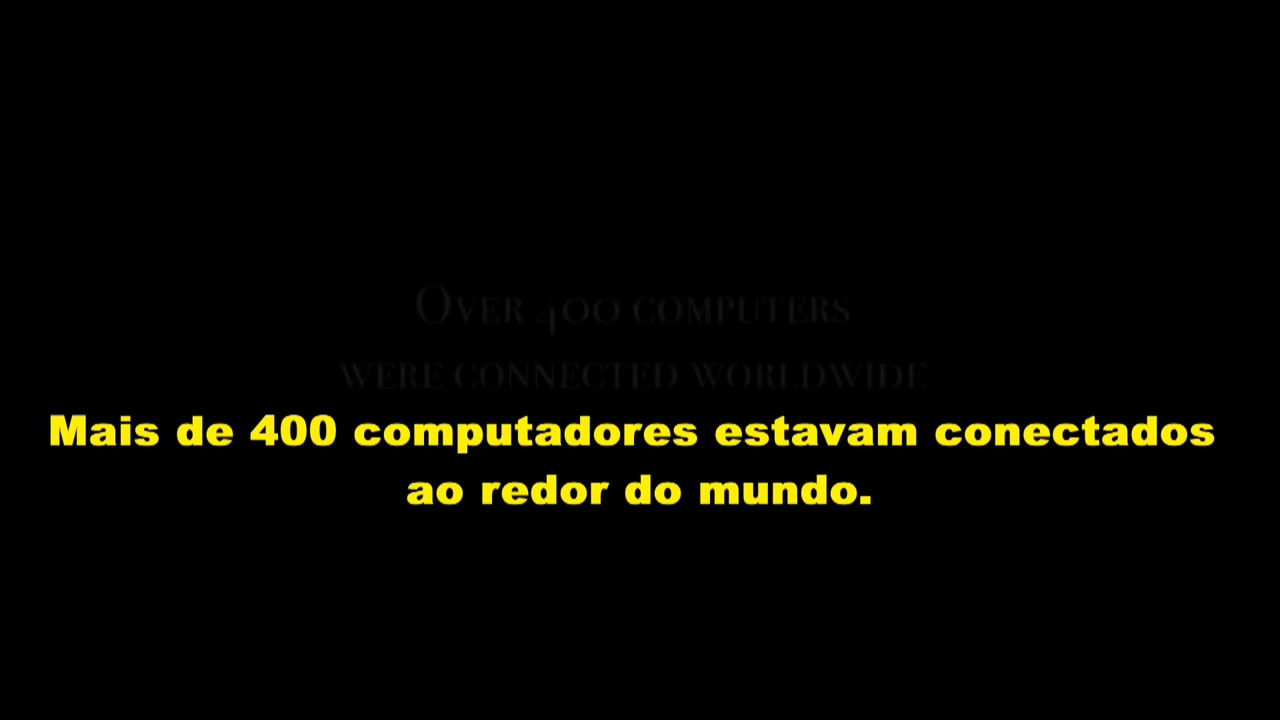 Over 400 computers
were connected worldwide
Mais de 400 computadores estavam conectados
ao redor do mundo.